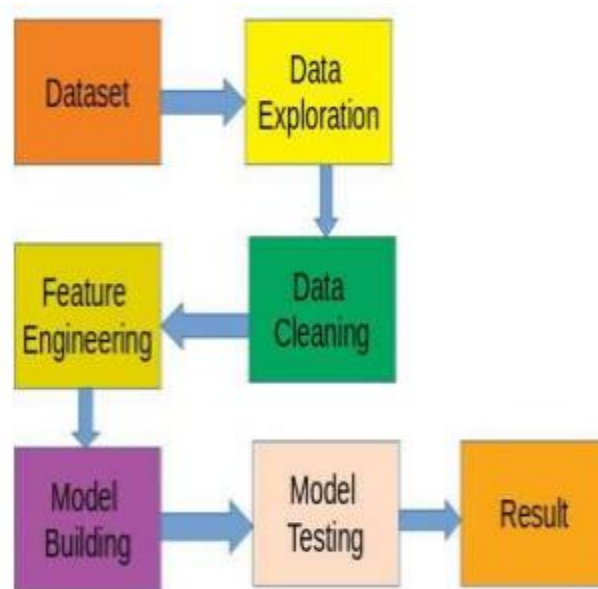 Dataset
Data
Exploration
Data
Cleaning
Feature
Engineering
Model
Building
Model
Testing
Result